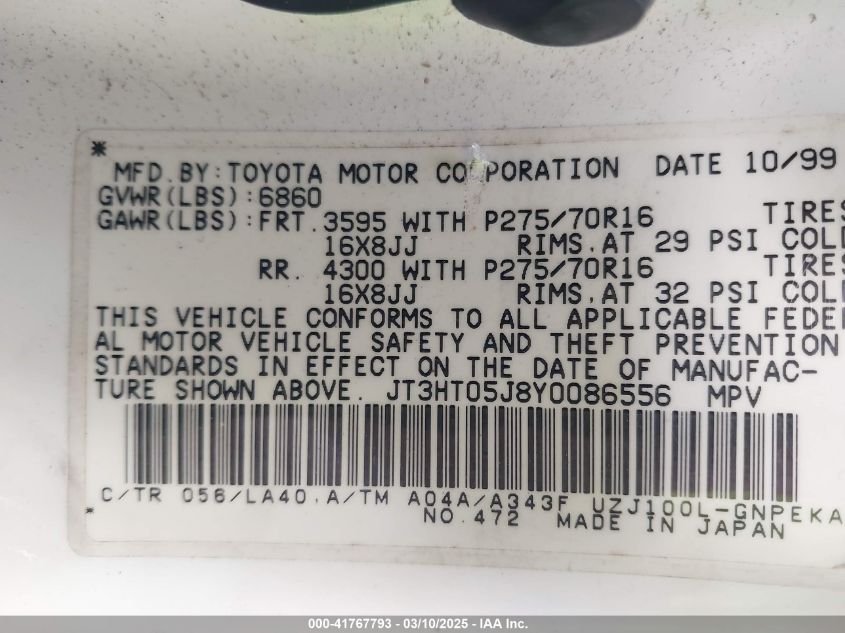 *
MFD. BY: TOYOTA MOTOR CO PORATION DATE 10/99
GVWR(LBS):6860
GAWR(LBS):FRT. 3595 WITH P275/70R16 TIRES
16X8JJ RIMS, AT 29 PSI COLD
RR. 4300 WITH P275/70R16 TIRES
16X8JJ RIMS, AT 32 PSI COLD
THIS VEHICLE CONFORMS TO ALL APPLICABLE FEDER
AL MOTOR VEHICLE SAFETY AND THEFT PREVENTION
STANDARDS IN EFFECT ON THE DATE OF MANUFAC-
TURE SHOWN ABOVE. JT3HT05J8Y0086556 MPV
C/TR 056/LA40, A/TM A04A/A343F UZJ100L-GNPEKA
* NO. 472 MADE IN JAPAN
000-41767793 - 03/10/2025 - IAA Inc.